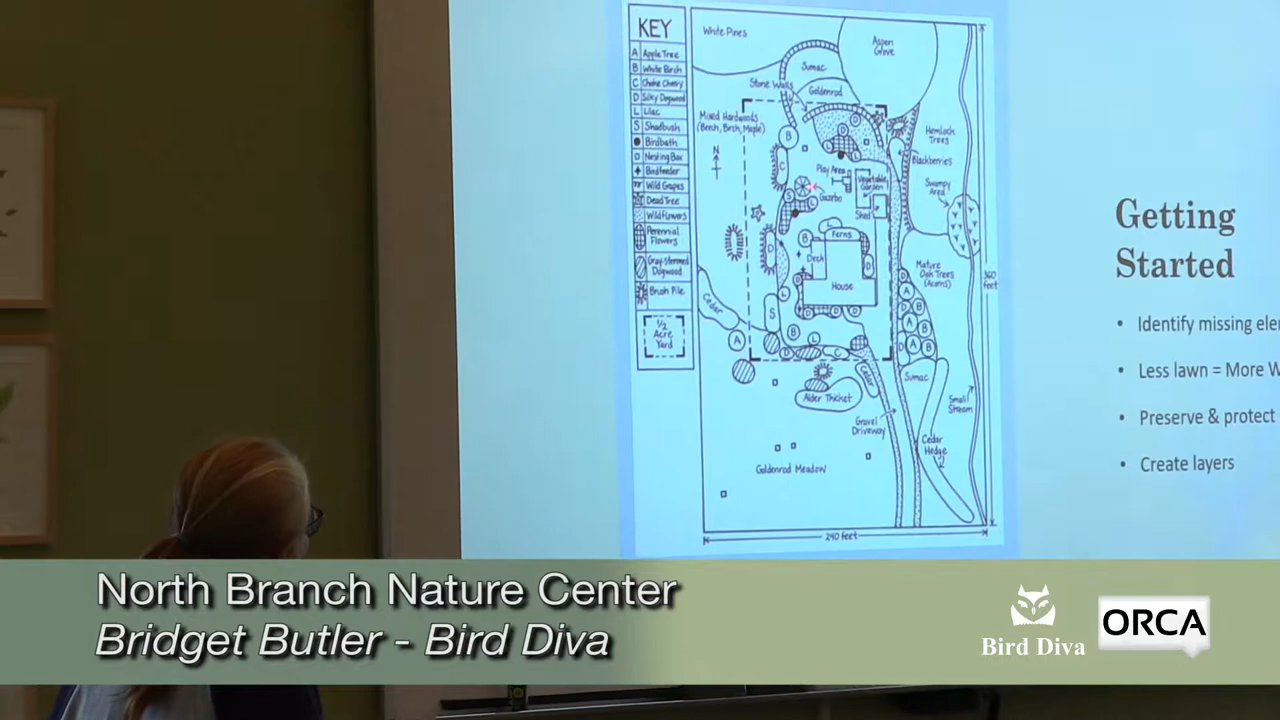 KEY
A Apple Tree
B White Birch
C Choke Cherry
D Silky Dogwood
L Lilac
S Shadbush
Birdbath
Nesting Box
Birdfeeder
Wild Grapes
Dead Tree
Wildflowers
Perennial
Flowers
Gray-stemmed
Dogwood
Brush Pile
1/2
Acre
Yard
White Pines
Aspen
Grove
Sumac
Stone Walls
Goldenrod
Mixed Hardwoods
(Beech, Birch, Maple)
N
Hemlock
Trees
Blackberries
Play Area
Vegetable
Garden
Swampy
Area
Gazebo
Shed
Ferns
Deck
House
Mature
Oak Trees
(Acorns)
360
feet
Cedar
Sumac
Cedar
Alder Thicket
Small
Stream
Gravel
Driveway
Cedar
Hedge
Goldenrod Meadow
240 feet
Getting
Started
• Identify missing ele
• Less lawn = More W
• Preserve & protect
• Create layers
North Branch Nature Center
Bridget Butler - Bird Diva
Bird Diva
ORCA